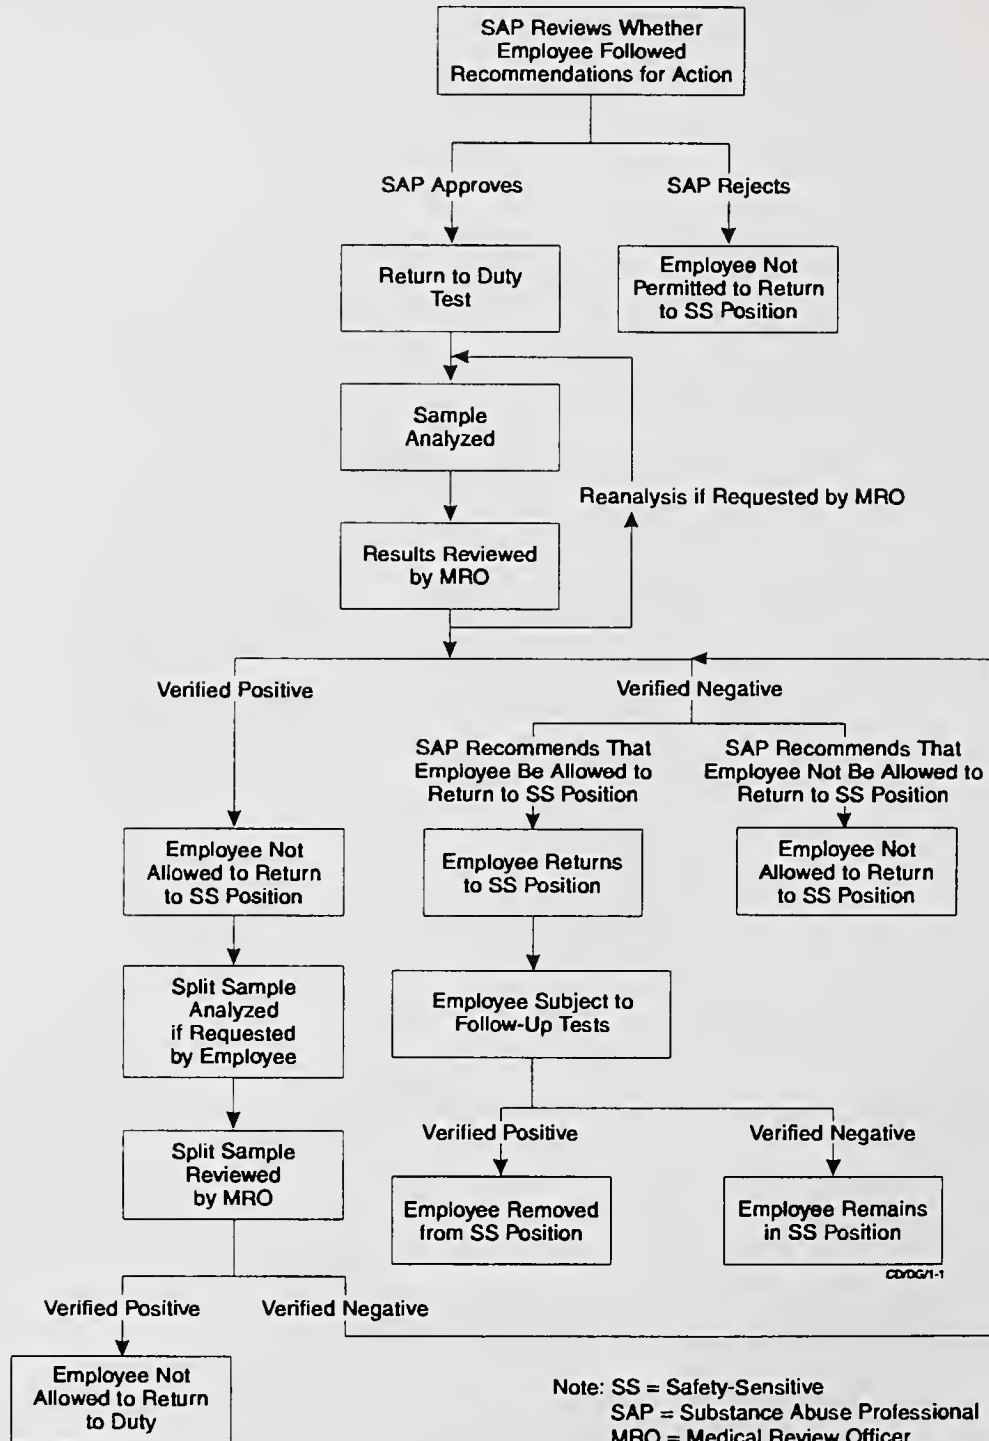 SAP Reviews Whether
Employee Followed
Recommendations for Action
SAP Approves
SAP Rejects
Return to Duty
Test
Employee Not
Permitted to Return
to SS Position
Sample
Analyzed
Reanalysis if Requested by MRO
Results Reviewed
by MRO
Verified Positive
Verified Negative
SAP Recommends That
Employee Be Allowed to
Return to SS Position
SAP Recommends That
Employee Not Be Allowed to
Return to SS Position
Employee Not
Allowed to Return
to SS Position
Employee Returns
to SS Position
Employee Not
Allowed to Return
to SS Position
Split Sample
Analyzed
if Requested
by Employee
Employee Subject to
Follow-Up Tests
Split Sample
Reviewed
by MRO
Verified Positive
Verified Negative
Employee Removed
from SS Position
Employee Remains
in SS Position
CD/DG/1-1
Verified Positive
Verified Negative
Employee Not
Allowed to Return
to Duty
Note: SS = Safety-Sensitive
SAP = Substance Abuse Professional
MRO = Medical Review Officer